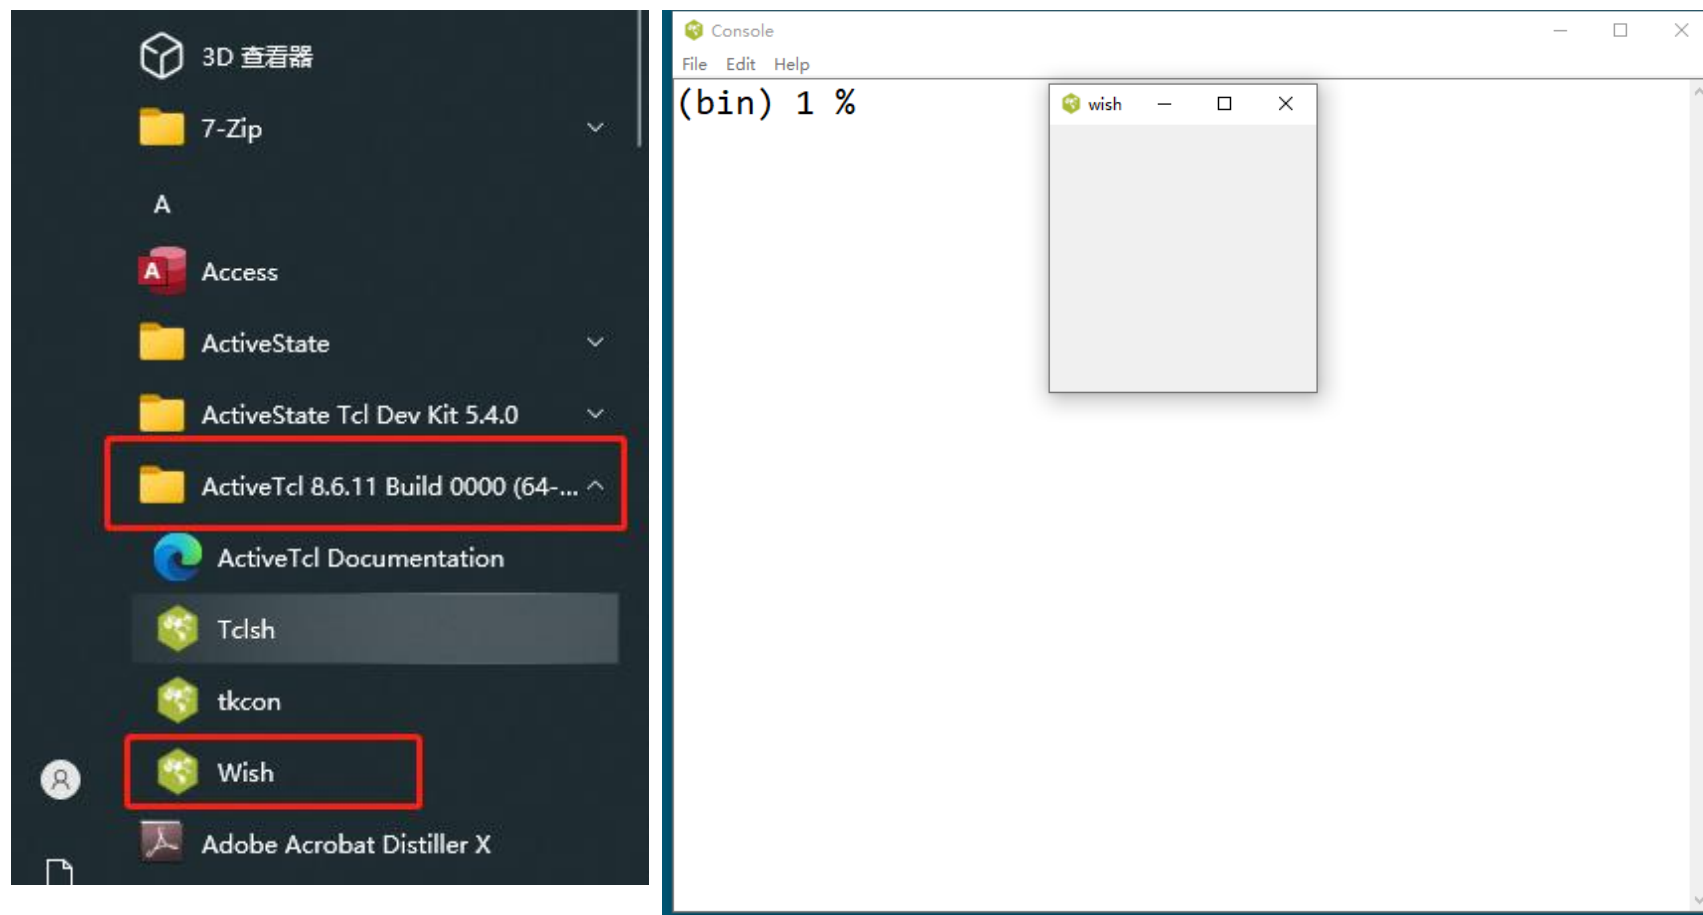 3D 查看器
7-Zip
A
Access
ActiveState
ActiveState Tcl Dev Kit 5.4.0
ActiveTcl 8.6.11 Build 0000 (64-...
ActiveTcl Documentation
Tclsh
tkcon
Wish
Adobe Acrobat Distiller X
Console
File Edit Help
(bin) 1 %
wish